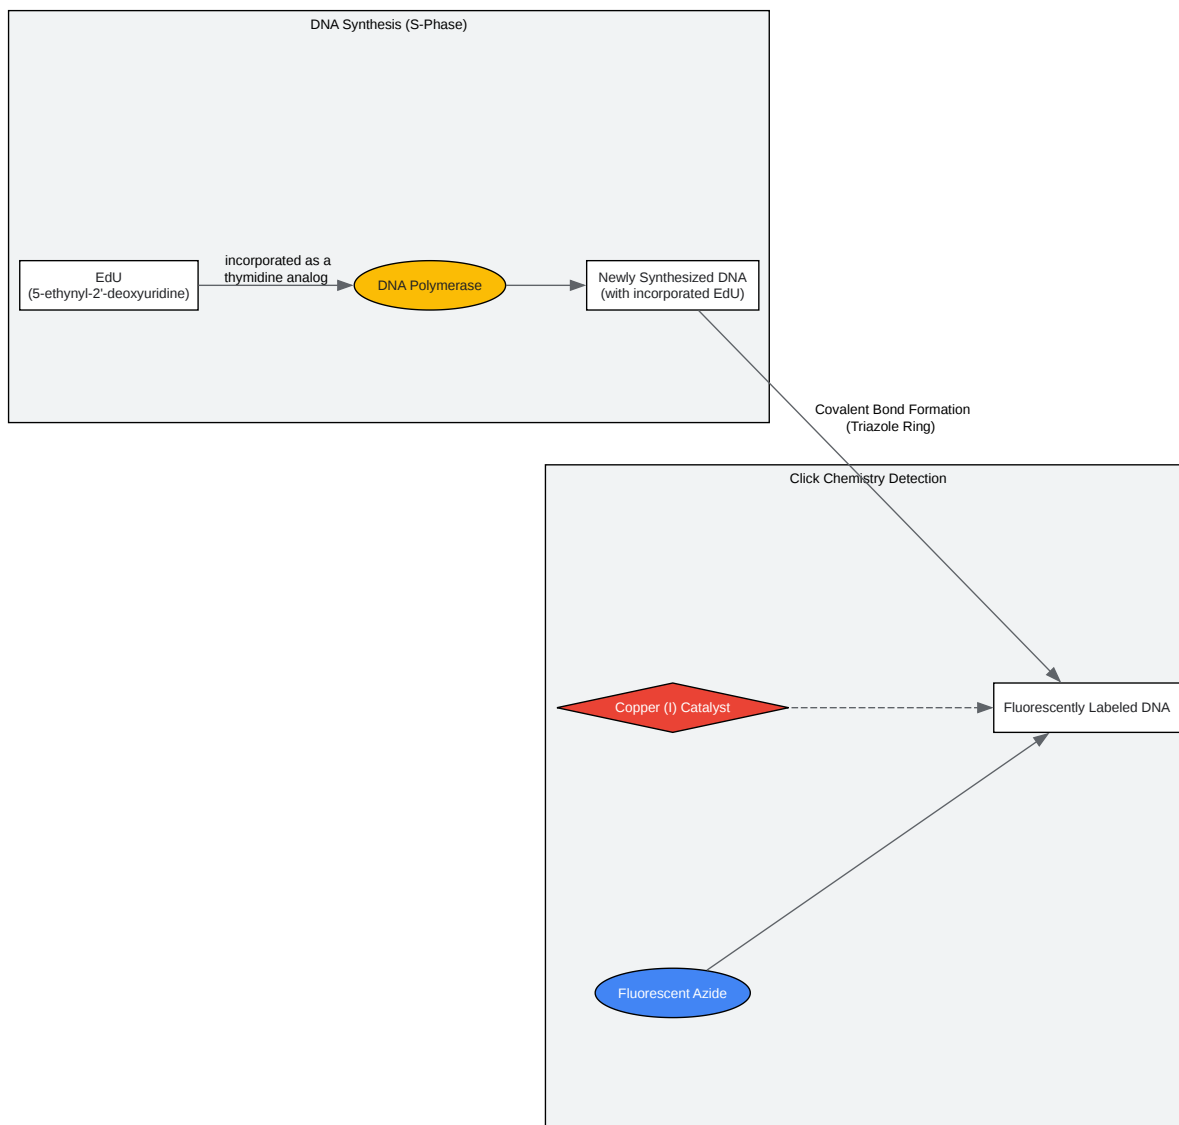 DNA Synthesis (S-Phase)
incorporated as a
thymidine analog
EdU
(5-ethynyl-2'-deoxyuridine)
DNA Polymerase
Newly Synthesized DNA
(with incorporated EdU)
Covalent Bond Formation
(Triazole Ring)
Click Chemistry Detection
Copper (I) Catalyst
Fluorescently Labeled DNA
Fluorescent Azide